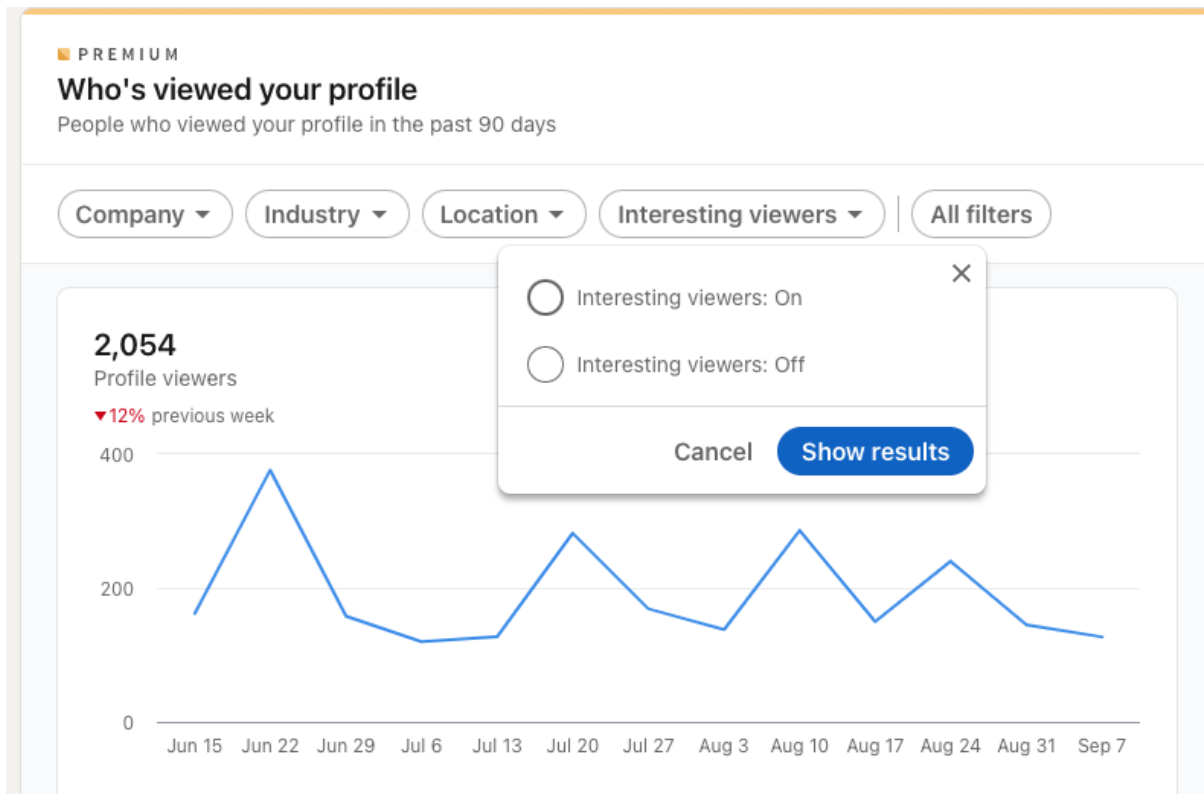 PREMIUM
Who's viewed your profile
People who viewed your profile in the past 90 days
Company Industry Location Interesting viewers All filters
Interesting viewers: On
Interesting viewers: Off
Cancel Show results
2,054
Profile viewers
12% previous week
400
200
0
Jun 15 Jun 22 Jun 29 Jul 6 Jul 13 Jul 20 Jul 27 Aug 3 Aug 10 Aug 17 Aug 24 Aug 31 Sep 7